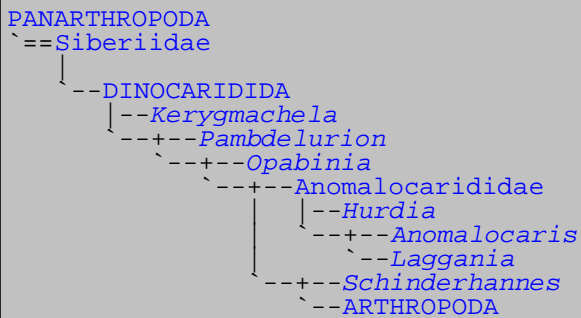 PANARTHROPODA
`==Siberiidae
|
`--DINOCARIDIDA
|--Kerygmachela
`--+--Pambdelurion
`--+--Opabinia
`--+--Anomalocarididae
| |--Hurdia
| `--+--Anomalocaris
| `--Laggania
`--+--Schinderhannes
`--ARTHROPODA